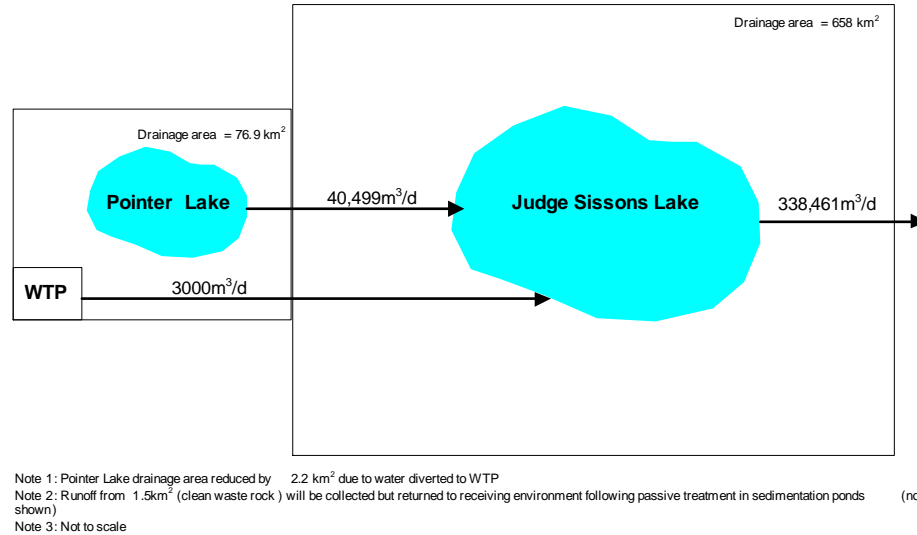 Drainage area = 658 km²
Drainage area = 76.9 km²
Pointer Lake
40,499m³/d
Judge Sissons Lake
338,461m³/d
WTP
3000m³/d
Note 1: Pointer Lake drainage area reduced by 2.2 km² due to water diverted to WTP
Note 2: Runoff from 1.5km² (clean waste rock) will be collected but returned to receiving environment following passive treatment in sedimentation ponds
shown)
Note 3: Not to scale